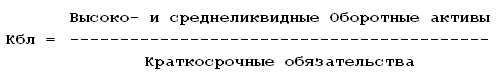 Высоко- и среднеликвидные Оборотные активы
Кбл = ------------------------------------------
Краткосрочные обязательства